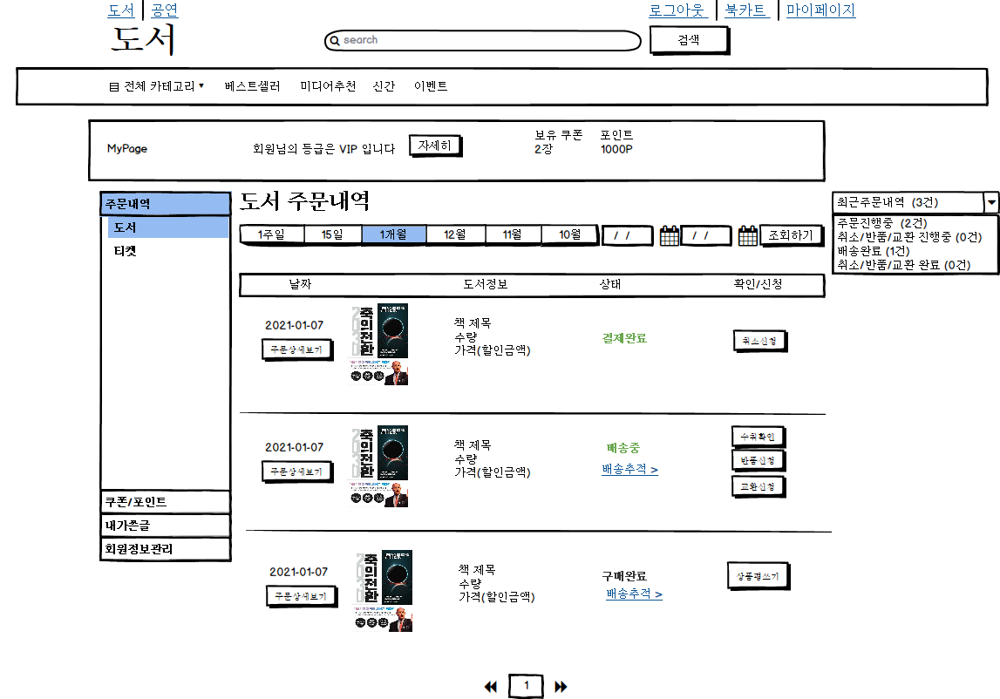 도서 공연 로그아웃 북카트 마이페이지
도서 search 검색
전체 카테고리 베스트셀러 미디어추천 신간 이벤트
MyPage 회원님의 등급은 VIP 입니다 자세히 보유 쿠폰 2장 포인트 1000P
주문내역
도서
티켓
쿠폰/포인트
내가쓴글
회원정보관리
도서 주문내역
1주일 15일 1개월 12월 11월 10월 / / / / 조회하기
최근주문내역 (3건)
주문진행중 (2건)
취소/반품/교환 진행중 (0건)
배송완료 (1건)
취소/반품/교환 완료 (0건)
날짜 도서정보 상태 확인/신청
2021-01-07
주문상세보기
축의전환
책 제목
수량
가격(할인금액)
결제완료
취소신청
2021-01-07
주문상세보기
축의전환
책 제목
수량
가격(할인금액)
배송중
배송추적 >
수취확인
반품신청
교환신청
2021-01-07
주문상세보기
축의전환
책 제목
수량
가격(할인금액)
구매완료
배송추적 >
상품평쓰기
1